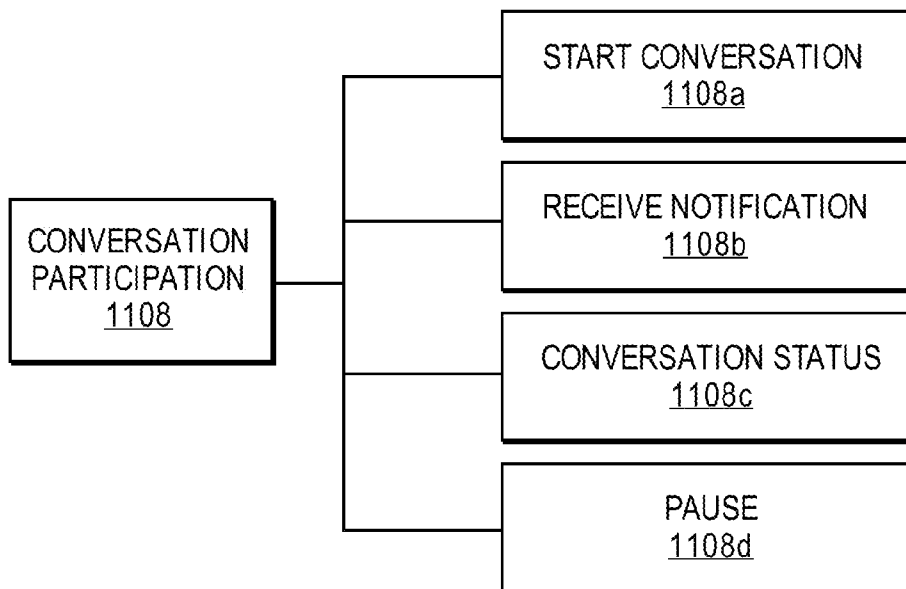 CONVERSATION
PARTICIPATION
1108
START CONVERSATION
1108a
RECEIVE NOTIFICATION
1108b
CONVERSATION STATUS
1108c
PAUSE
1108d